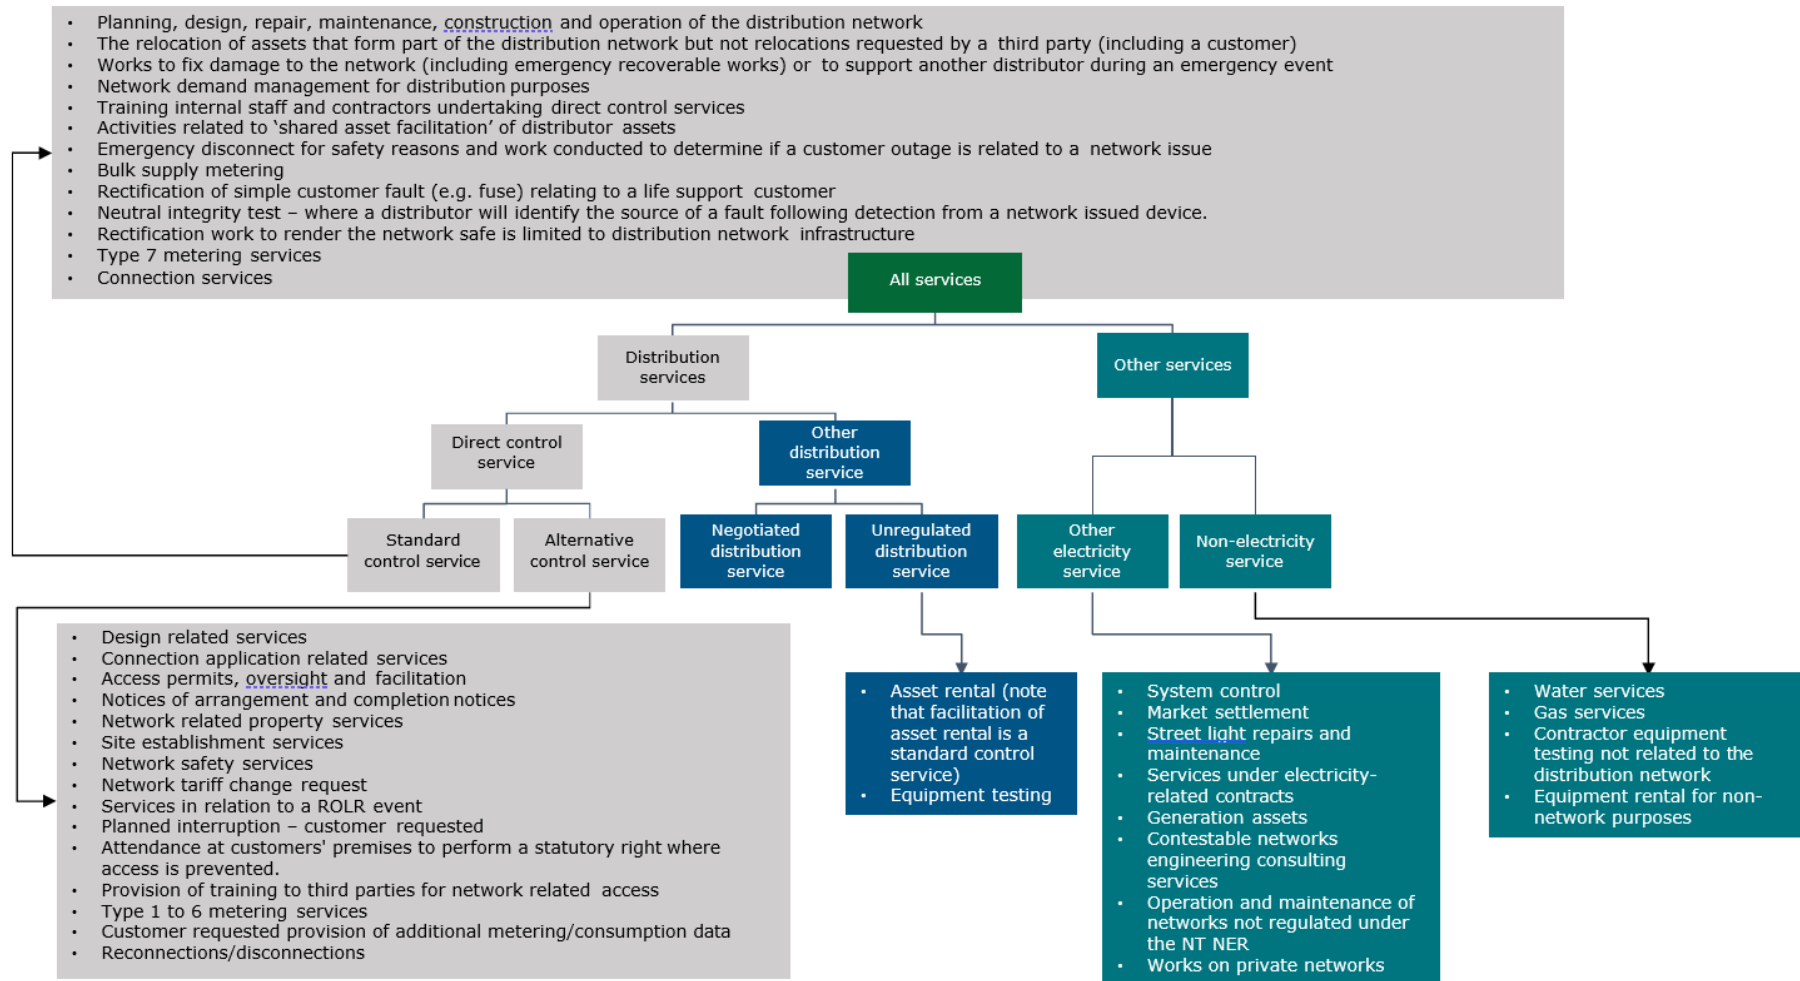 • Planning, design, repair, maintenance, construction and operation of the distribution network
• The relocation of assets that form part of the distribution network but not relocations requested by a third party (including a customer)
• Works to fix damage to the network (including emergency recoverable works) or to support another distributor during an emergency event
• Network demand management for distribution purposes
• Training internal staff and contractors undertaking direct control services
• Activities related to ‘shared asset facilitation’ of distributor assets
• Emergency disconnect for safety reasons and work conducted to determine if a customer outage is related to a network issue
• Bulk supply metering
• Rectification of simple customer fault (e.g. fuse) relating to a life support customer
• Neutral integrity test – where a distributor will identify the source of a fault following detection from a network issued device.
• Rectification work to render the network safe is limited to distribution network infrastructure
• Type 7 metering services
• Connection services
All services
Distribution
services
Other services
Direct control
service
Other
distribution
service
Standard
control service
Alternative
control service
Negotiated
distribution
service
Unregulated
distribution
service
Other
electricity
service
Non-electricity
service
• Design related services
• Connection application related services
• Access permits, oversight and facilitation
• Notices of arrangement and completion notices
• Network related property services
• Site establishment services
• Network safety services
• Network tariff change request
• Services in relation to a ROLR event
• Planned interruption – customer requested
• Attendance at customers' premises to perform a statutory right where
access is prevented.
• Provision of training to third parties for network related access
• Type 1 to 6 metering services
• Customer requested provision of additional metering/consumption data
• Reconnections/disconnections
• Asset rental (note
that facilitation of
asset rental is a
standard control
service)
• Equipment testing
• System control
• Market settlement
• Street light repairs and
maintenance
• Services under electricity-
related contracts
• Generation assets
• Contestable networks
engineering consulting
services
• Operation and maintenance of
networks not regulated under
the NT NER
• Works on private networks
• Water services
• Gas services
• Contractor equipment
testing not related to the
distribution network
• Equipment rental for non-
network purposes